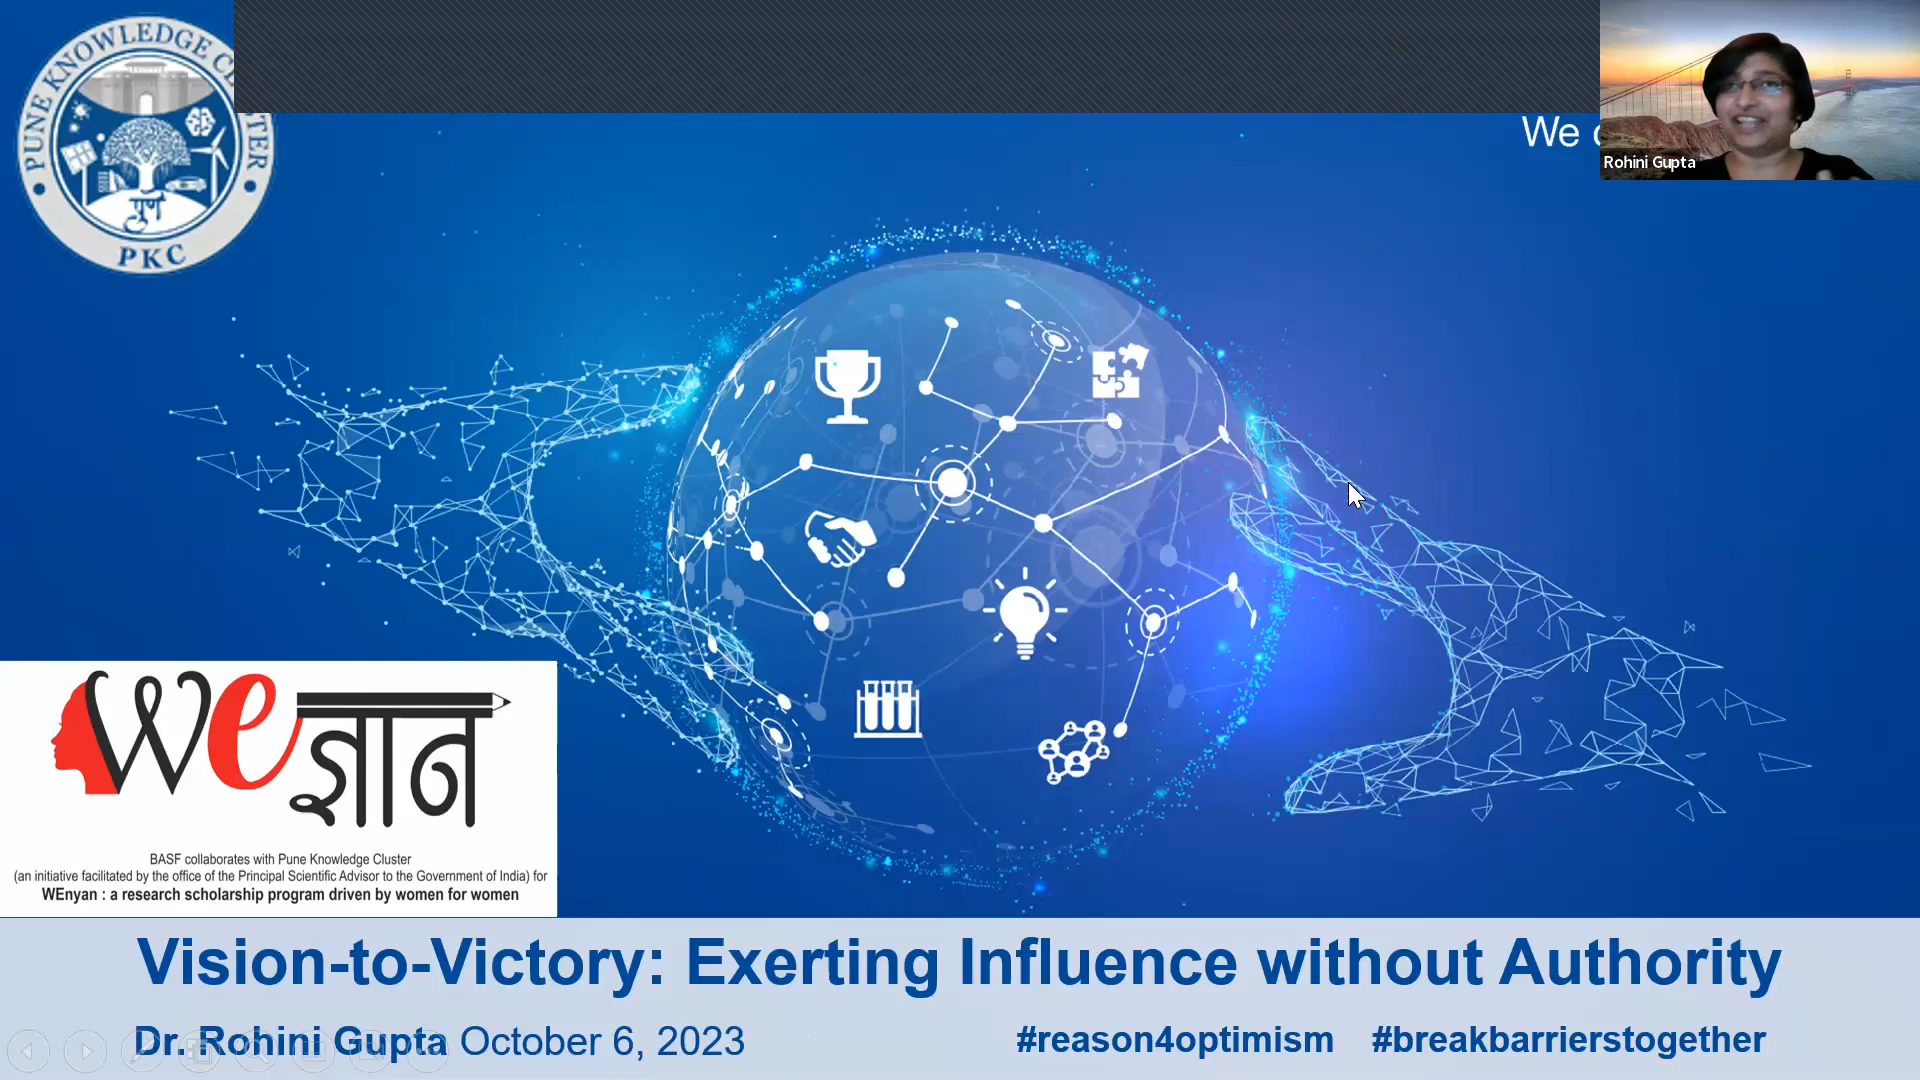 PUNE KNOWLEDGE C
TER
पुणे
PKC
We
Rohini Gupta
Weज्ञान
BASF collaborates with Pune Knowledge Cluster
(an initiative facilitated by the office of the Principal Scientific Advisor to the Government of India) for
WEnyan : a research scholarship program driven by women for women
Vision-to-Victory: Exerting Influence without Authority
Dr. Rohini Gupta October 6, 2023
#reason4optimism #breakbarrierstogether